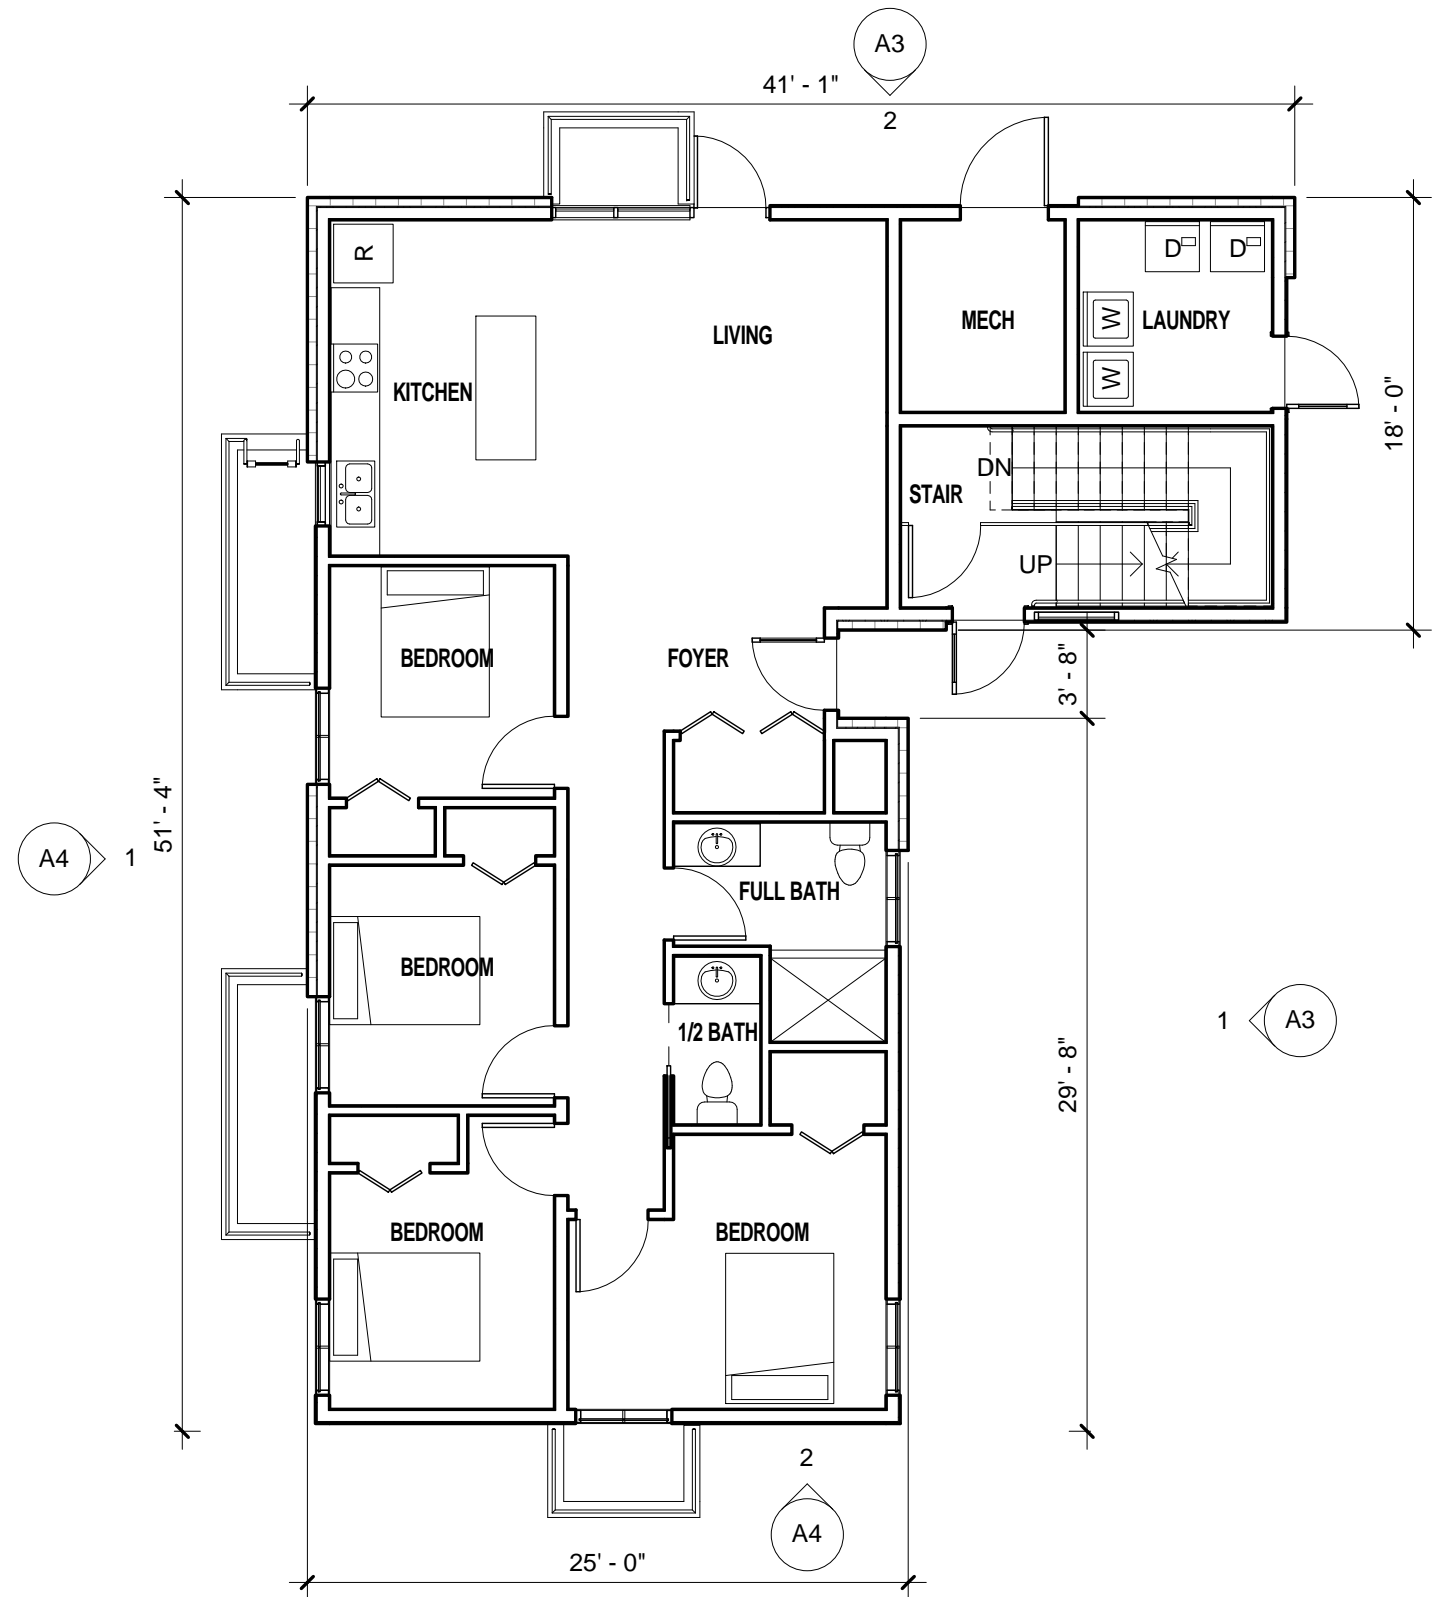 A3
41' - 1"
2
R
D
D
LIVING
MECH
W
LAUNDRY
W
KITCHEN
18' - 0"
DN
STAIR
UP
BEDROOM
FOYER
3' - 8"
51' - 4"
A4
1
FULL BATH
BEDROOM
1
A3
1/2 BATH
29' - 8"
BEDROOM
BEDROOM
2
A4
25' - 0"